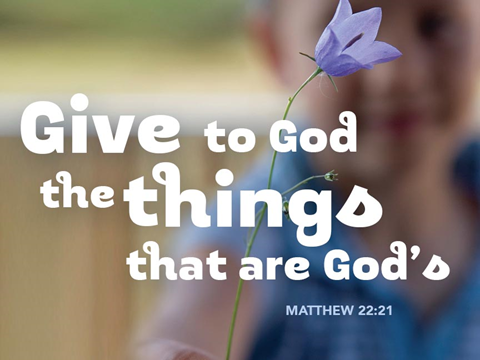 Give to God
the things
that are God's
MATTHEW 22:21